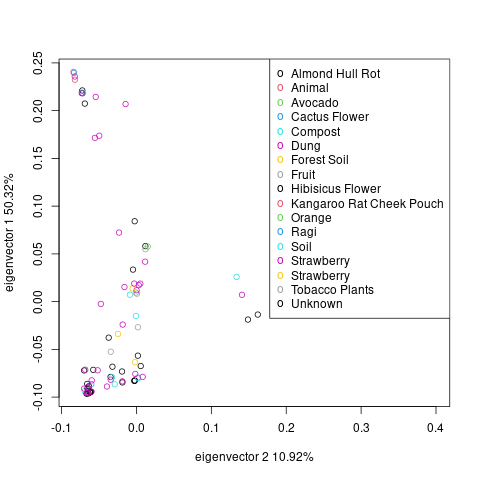 0.25
0.20
0.15
0.10
0.05
0.00
-0.05
-0.10
eigenvector 1 50.32%
Almond Hull Rot
Animal
Avocado
Cactus Flower
Compost
Dung
Forest Soil
Fruit
Hibisicus Flower
Kangaroo Rat Cheek Pouch
Orange
Ragi
Soil
Strawberry
Strawberry
Tobacco Plants
Unknown
-0.1 0.0 0.1 0.2 0.3 0.4
eigenvector 2 10.92%